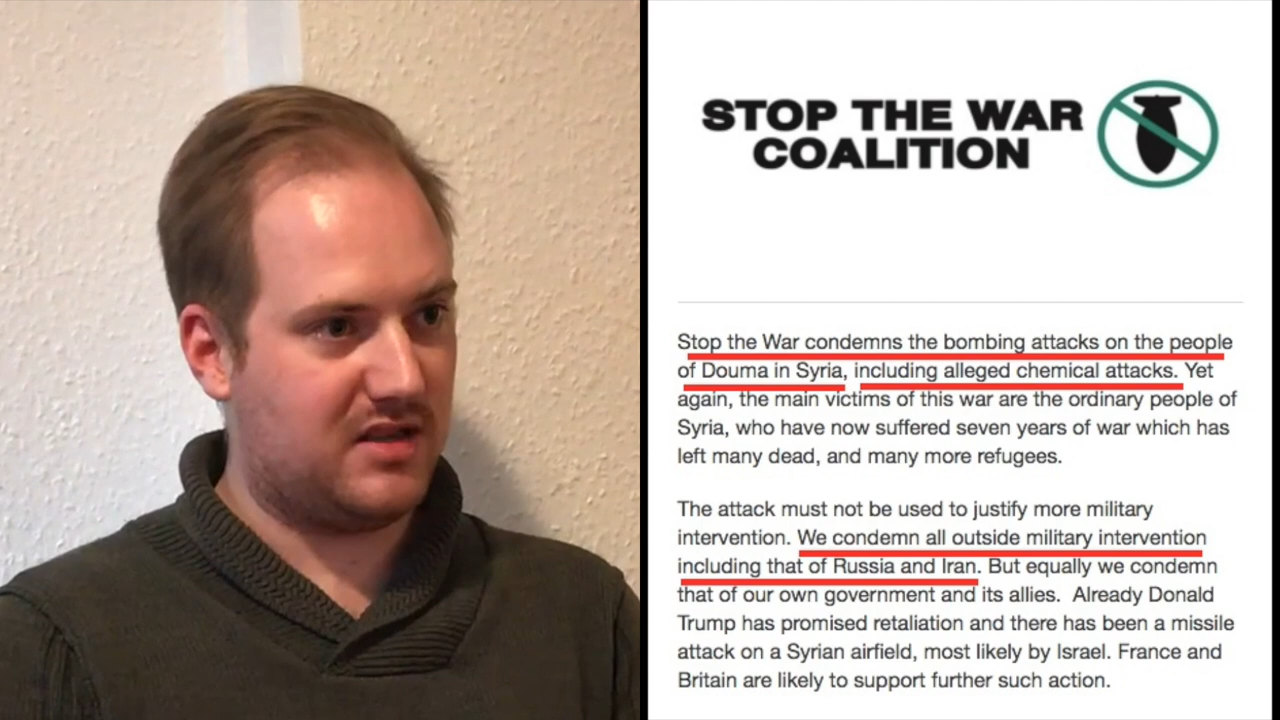 STOP THE WAR
COALITION
Stop the War condemns the bombing attacks on the people
of Douma in Syria, including alleged chemical attacks. Yet
again, the main victims of this war are the ordinary people of
Syria, who have now suffered seven years of war which has
left many dead, and many more refugees.
The attack must not be used to justify more military
intervention. We condemn all outside military intervention
including that of Russia and Iran. But equally we condemn
that of our own government and its allies. Already Donald
Trump has promised retaliation and there has been a missile
attack on a Syrian airfield, most likely by Israel. France and
Britain are likely to support further such action.